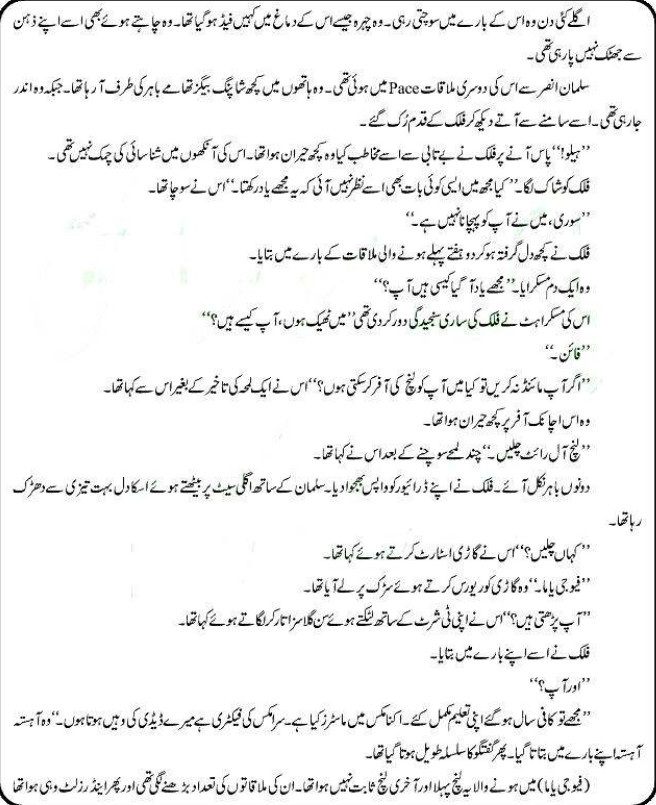 اگلے کئی دن وہ اس کے بارے میں سوچتی رہی۔ وہ چہرہ جیسے اس کے دماغ میں کہیں فیڈ ہو گیا تھا۔ وہ چاہتے ہوئے بھی اسے اپنے ذہن
سے جھٹک نہیں پا رہی تھی۔
سلمان انصر سے اس کی دوسری ملاقات Pace میں ہوئی تھی۔ وہ ہاتھوں میں کچھ شاپنگ بیگز تھامے باہر کی طرف آ رہا تھا۔ جبکہ وہ اندر
جا رہی تھی۔ اسے سامنے سے آتے دیکھ کر فلک کے قدم رُک گئے۔
’’ہیلو!‘‘ پاس آنے پر فلک نے بے تابی سے اسے مخاطب کیا وہ کچھ حیران ہوا تھا۔ اس کی آنکھوں میں شناسائی کی چمک نہیں تھی۔
فلک کو شاک لگا۔ ’’کیا مجھ میں ایسی کوئی بات بھی اسے نظر نہیں آئی کہ یہ مجھے یاد رکھتا۔‘‘ اس نے سوچا تھا۔
’’سوری، میں نے آپ کو پہچانا نہیں ہے۔‘‘
فلک نے کچھ دل گرفتہ ہو کر دو ہفتے پہلے ہونے والی ملاقات کے بارے میں بتایا۔
وہ ایک دم مسکرایا۔ ’’مجھے یاد آ گیا کیسی ہیں آپ؟‘‘
اس کی مسکراہٹ نے فلک کی ساری سنجیدگی دور کر دی تھی ’’میں ٹھیک ہوں، آپ کیسے ہیں؟‘‘
’’فائن۔‘‘
’’اگر آپ مائنڈ نہ کریں تو کیا میں آپ کو لنچ کی آفر کر سکتی ہوں؟‘‘ اس نے ایک لمحہ کی تاخیر کے بغیر اس سے کہا تھا۔
وہ اس اچانک آفر پر کچھ حیران ہوا تھا۔
’’لنچ آل رائٹ چلیں۔‘‘ چند لمحے سوچنے کے بعد اس نے کہا تھا۔
دونوں باہر نکل آئے۔ فلک نے اپنے ڈرائیور کو واپس بھجوا دیا۔ سلمان کے ساتھ اگلی سیٹ پر بیٹھتے ہوئے اسکا دل بہت تیزی سے دھڑک
رہا تھا۔
’’کہاں چلیں؟‘‘ اس نے گاڑی اسٹارٹ کرتے ہوئے کہا تھا۔
’’فیوجی یاما۔‘‘ وہ گاڑی کو ریورس کرتے ہوئے سڑک پر لے آیا تھا۔
’’آپ پڑھتی ہیں؟‘‘ اس نے اپنی ٹی شرٹ کے ساتھ لٹکتے ہوئے سن گلاسز اتار کر لگاتے ہوئے کہا تھا۔
فلک نے اسے اپنے بارے میں بتایا۔
’’اور آپ؟‘‘
’’مجھے تو کافی سال ہو گئے اپنی تعلیم مکمل کئے۔ اکنامکس میں ماسٹرز کیا ہے۔ سرامکس کی فیکٹری ہے میرے ڈیڈی کی وہیں ہوتا ہوں۔‘‘ وہ آہستہ
آہستہ اپنے بارے میں بتاتا گیا۔ پھر گفتگو کا سلسلہ طویل ہوتا گیا تھا۔
(فیوجی یاما) میں ہونے والا یہ لنچ پہلا اور آخری لنچ ثابت نہیں ہوا تھا۔ ان کی ملاقاتوں کی تعداد بڑھنے لگی تھی اور پھر اینڈ رزلٹ وہی ہوا تھا